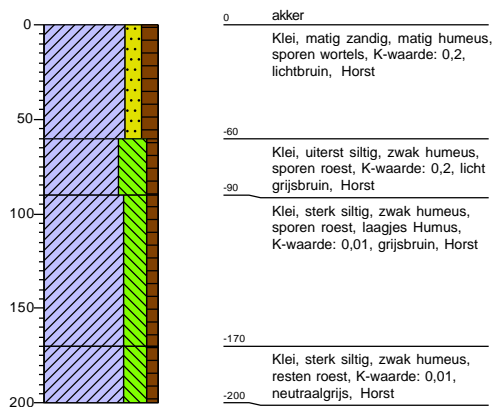 0
50
100
150
200
0 akker
Klei, matig zandig, matig humeus,
sporen wortels, K-waarde: 0,2,
lichtbruin, Horst
-60
Klei, uiterst siltig, zwak humeus,
sporen roest, K-waarde: 0,2, licht
grijsbruin, Horst
-90
Klei, sterk siltig, zwak humeus,
sporen roest, laagjes Humus,
K-waarde: 0,01, grijsbruin, Horst
-170
Klei, sterk siltig, zwak humeus,
resten roest, K-waarde: 0,01,
neutraalgrijs, Horst
-200